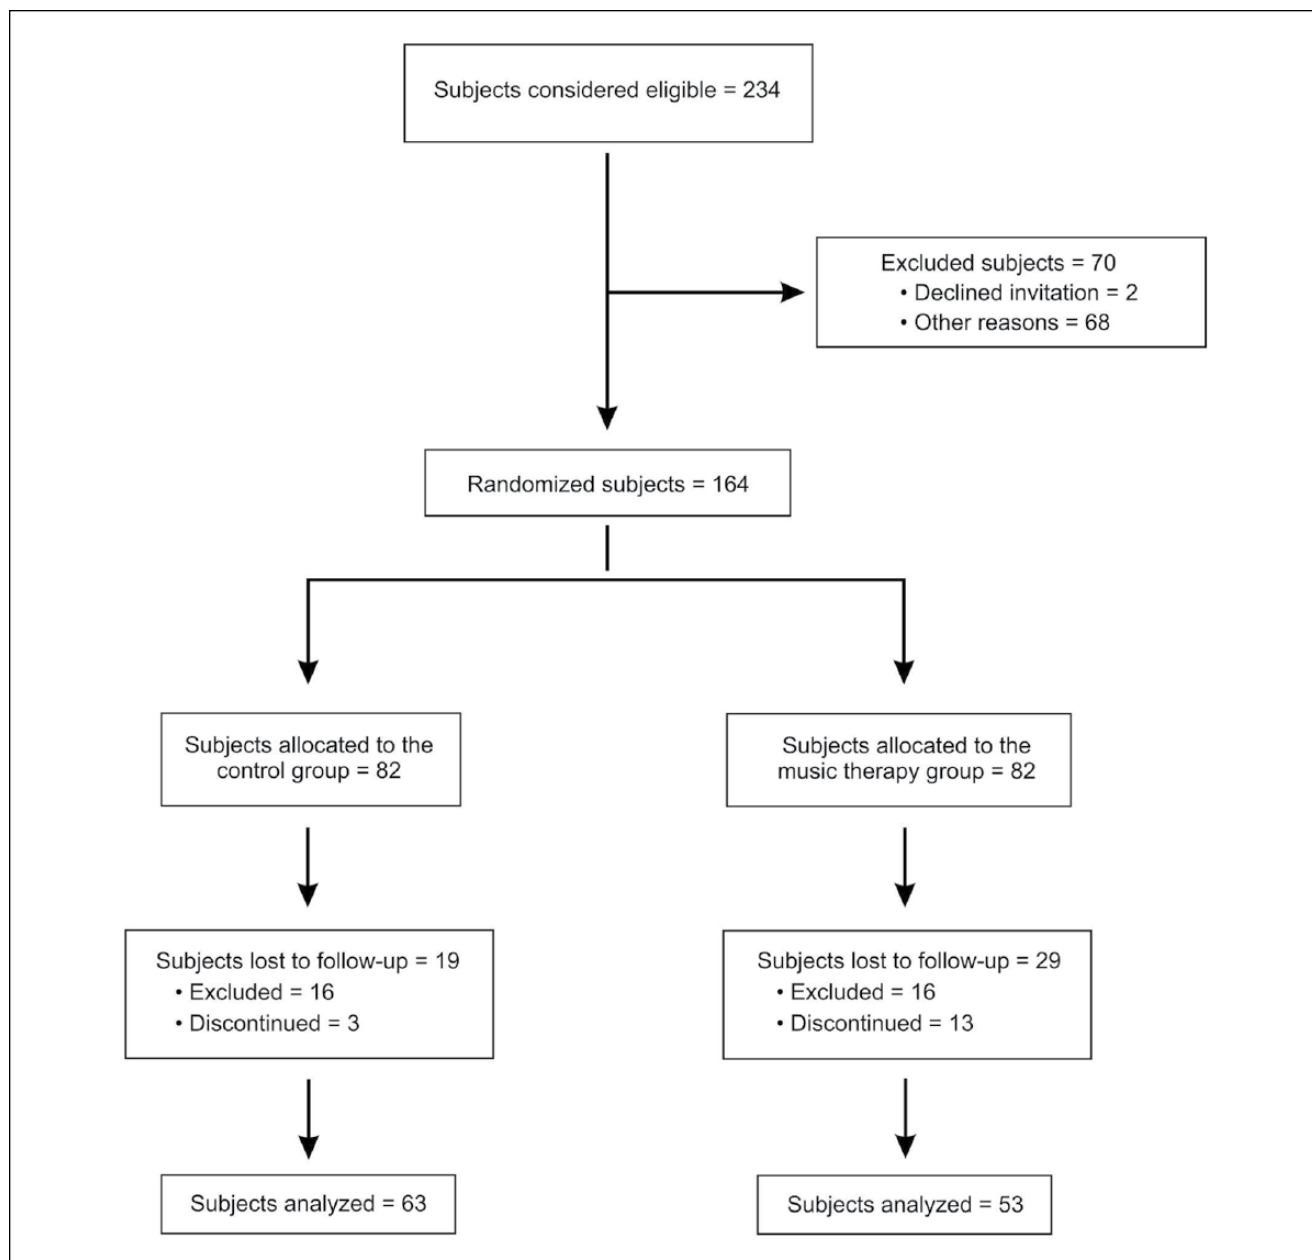 Subjects considered eligible = 234
Excluded subjects = 70
• Declined invitation = 2
• Other reasons = 68
Randomized subjects = 164
Subjects allocated to the
control group = 82
Subjects allocated to the
music therapy group = 82
Subjects lost to follow-up = 19
• Excluded = 16
• Discontinued = 3
Subjects lost to follow-up = 29
• Excluded = 16
• Discontinued = 13
Subjects analyzed = 63
Subjects analyzed = 53